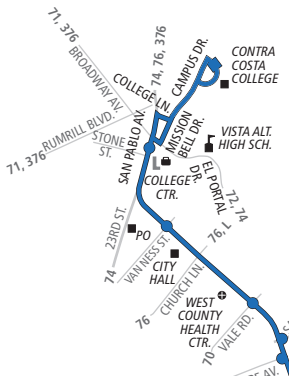 71, 376
BROADWAY AV.
74, 76, 376
CAMPUS DR.
CONTRA
COSTA
COLLEGE
COLLEGE LN.
RUMRILL BLVD.
71, 376
STONE
ST.
SAN PABLO AV.
MISSION
BELL DR.
VISTA ALT.
HIGH SCH.
L
COLLEGE
CTR.
EL PORTAL
DR.
72, 74
23RD ST.
74
PO
VAN NESS ST.
76, L
CITY
HALL
CHURCH LN.
76
WEST
COUNTY
HEALTH
CTR.
VALE RD.
70